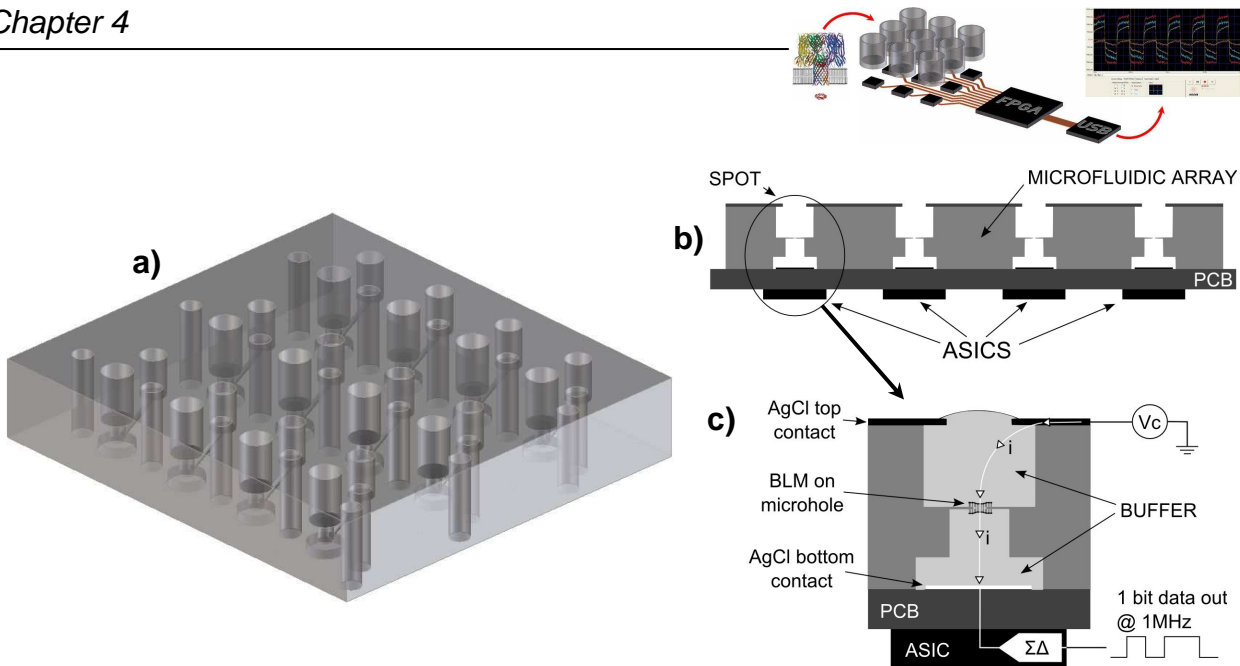 Chapter 4
FPGA
USB
a)
SPOT
MICROFLUIDIC ARRAY
b)
PCB
ASICS
c)
AgCl top
contact
Vc
i
BLM on
microhole
BUFFER
i
AgCl bottom
contact
PCB
1 bit data out
@ 1MHz
ASIC
ΣΔ